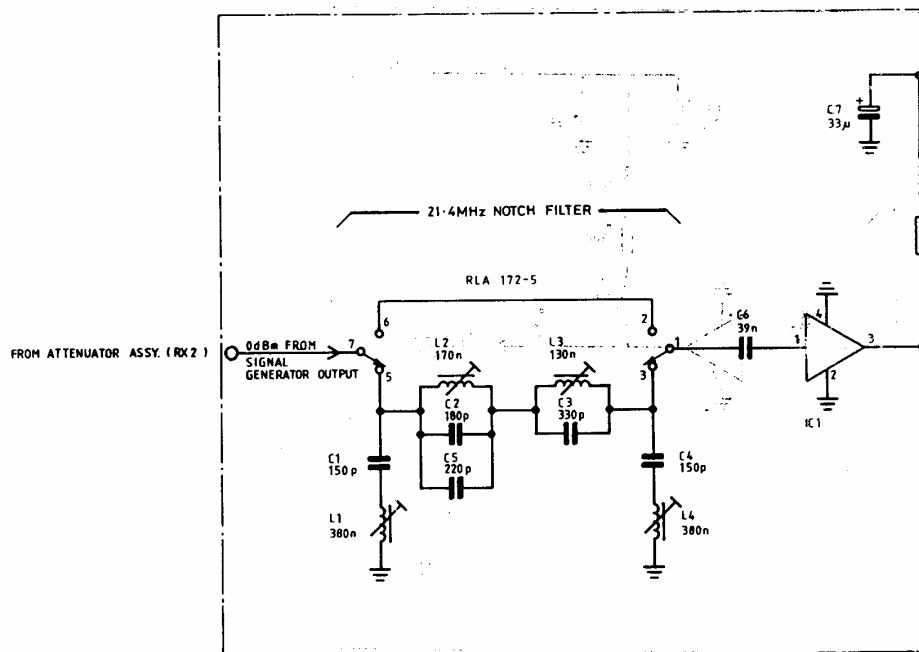 C7
33µ
+
21·4MHz NOTCH FILTER
RLA 172-5
6
2
FROM ATTENUATOR ASSY. (RX2)
0dBm FROM
SIGNAL
GENERATOR OUTPUT
7
5
L2
170n
C2
180p
C5
220p
L3
130n
C3
330p
1
3
C6
39n
1
4
3
2
IC1
C1
150p
L1
380n
C4
150p
L4
380n